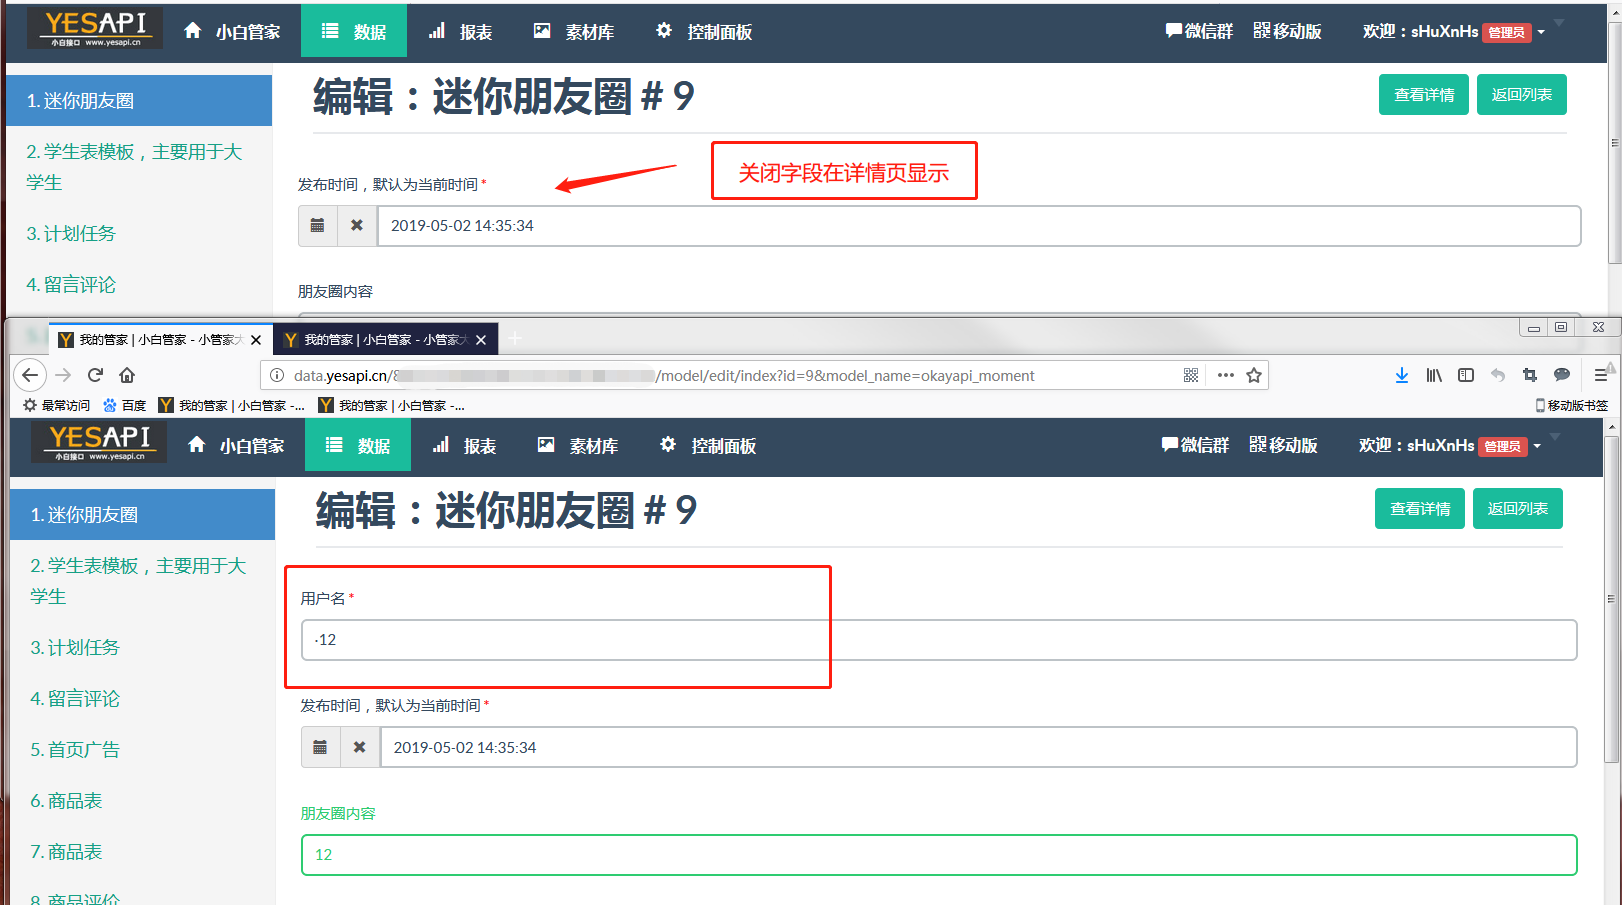 YESAPI
小白接口 www.yesapi.cn
小白管家 数据 报表 素材库 控制面板 微信群 移动版 欢迎：sHuXnHs 管理员
1. 迷你朋友圈
2. 学生表模板，主要用于大
学生
3. 计划任务
4. 留言评论
编辑：迷你朋友圈 # 9
查看详情 返回列表
关闭字段在详情页显示
发布时间，默认为当前时间 *
2019-05-02 14:35:34
朋友圈内容
我的管家 | 小白管家 - 小管家大 我的管家 | 小白管家 - 小管家大
data.yesapi.cn/8 /model/edit/index?id=9&model_name=okayapi_moment
最常访问 百度 我的管家 | 小白管家 -... 我的管家 | 小白管家 -... 移动版书签
YESAPI
小白接口 www.yesapi.cn
小白管家 数据 报表 素材库 控制面板 微信群 移动版 欢迎：sHuXnHs 管理员
1. 迷你朋友圈
2. 学生表模板，主要用于大
学生
3. 计划任务
4. 留言评论
5. 首页广告
6. 商品表
7. 商品表
8. 商品评价
编辑：迷你朋友圈 # 9
查看详情 返回列表
用户名 *
·12
发布时间，默认为当前时间 *
2019-05-02 14:35:34
朋友圈内容
12